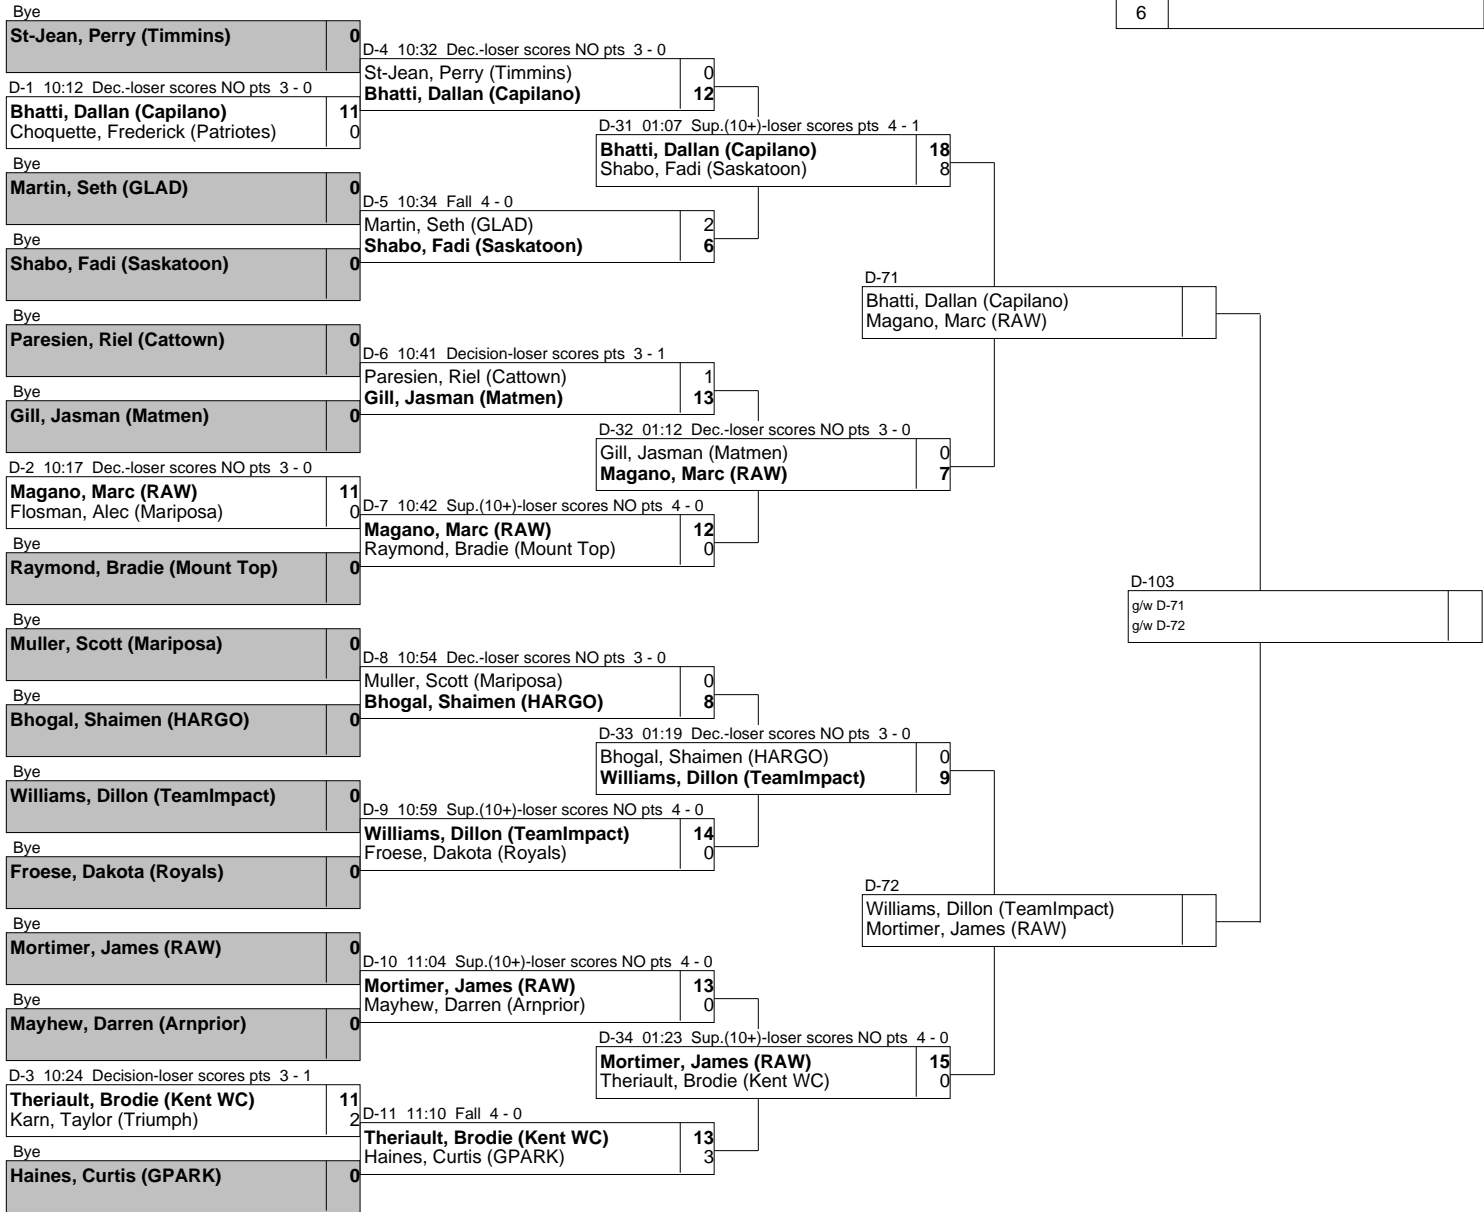 6
Bye
St-Jean, Perry (Timmins) 0
D-1 10:12 Dec.-loser scores NO pts 3 - 0
Bhatti, Dallan (Capilano) 11
Choquette, Frederick (Patriotes) 0
Bye
Martin, Seth (GLAD) 0
Bye
Shabo, Fadi (Saskatoon) 0
Bye
Paresien, Riel (Cattown) 0
Bye
Gill, Jasman (Matmen) 0
D-2 10:17 Dec.-loser scores NO pts 3 - 0
Magano, Marc (RAW) 11
Flosman, Alec (Mariposa) 0
Bye
Raymond, Bradie (Mount Top) 0
Bye
Muller, Scott (Mariposa) 0
Bye
Bhogal, Shaimen (HARGO) 0
Bye
Williams, Dillon (TeamImpact) 0
Bye
Froese, Dakota (Royals) 0
Bye
Mortimer, James (RAW) 0
Bye
Mayhew, Darren (Arnprior) 0
D-3 10:24 Decision-loser scores pts 3 - 1
Theriault, Brodie (Kent WC) 11
Karn, Taylor (Triumph) 2
Bye
Haines, Curtis (GPARK) 0
D-4 10:32 Dec.-loser scores NO pts 3 - 0
St-Jean, Perry (Timmins) 0
Bhatti, Dallan (Capilano) 12
D-5 10:34 Fall 4 - 0
Martin, Seth (GLAD) 2
Shabo, Fadi (Saskatoon) 6
D-6 10:41 Decision-loser scores pts 3 - 1
Paresien, Riel (Cattown) 1
Gill, Jasman (Matmen) 13
D-7 10:42 Sup.(10+)-loser scores NO pts 4 - 0
Magano, Marc (RAW) 12
Raymond, Bradie (Mount Top) 0
D-8 10:54 Dec.-loser scores NO pts 3 - 0
Muller, Scott (Mariposa) 0
Bhogal, Shaimen (HARGO) 8
D-9 10:59 Sup.(10+)-loser scores NO pts 4 - 0
Williams, Dillon (TeamImpact) 14
Froese, Dakota (Royals) 0
D-10 11:04 Sup.(10+)-loser scores NO pts 4 - 0
Mortimer, James (RAW) 13
Mayhew, Darren (Arnprior) 0
D-11 11:10 Fall 4 - 0
Theriault, Brodie (Kent WC) 13
Haines, Curtis (GPARK) 3
D-31 01:07 Sup.(10+)-loser scores pts 4 - 1
Bhatti, Dallan (Capilano) 18
Shabo, Fadi (Saskatoon) 8
D-32 01:12 Dec.-loser scores NO pts 3 - 0
Gill, Jasman (Matmen) 0
Magano, Marc (RAW) 7
D-33 01:19 Dec.-loser scores NO pts 3 - 0
Bhogal, Shaimen (HARGO) 0
Williams, Dillon (TeamImpact) 9
D-34 01:23 Sup.(10+)-loser scores NO pts 4 - 0
Mortimer, James (RAW) 15
Theriault, Brodie (Kent WC) 0
D-71
Bhatti, Dallan (Capilano)
Magano, Marc (RAW)
D-72
Williams, Dillon (TeamImpact)
Mortimer, James (RAW)
D-103
g/w D-71
g/w D-72